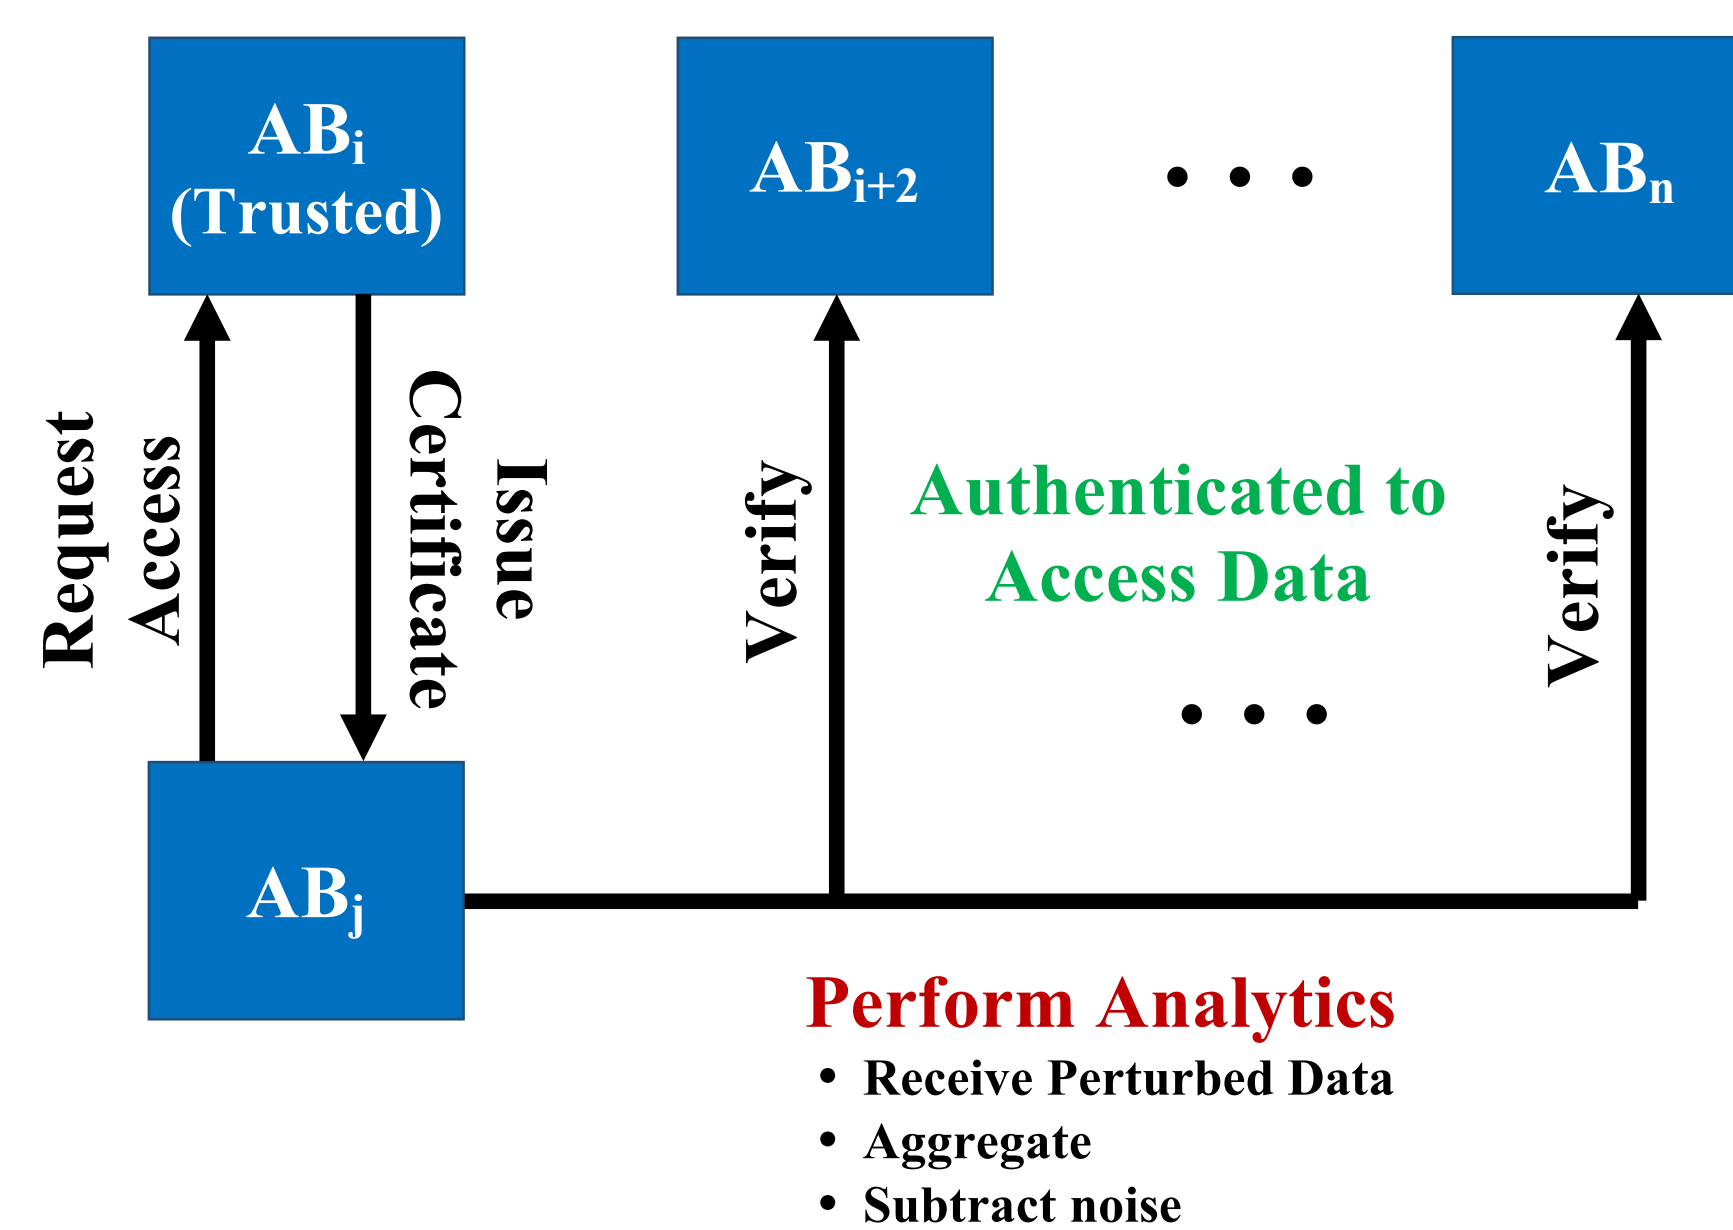 ABi
(Trusted)
ABi+2
. . .
ABn
Request
Access
Issue
Certificate
Verify
Authenticated to
Access Data
Verify
. . .
ABj
Perform Analytics
• Receive Perturbed Data
• Aggregate
• Subtract noise